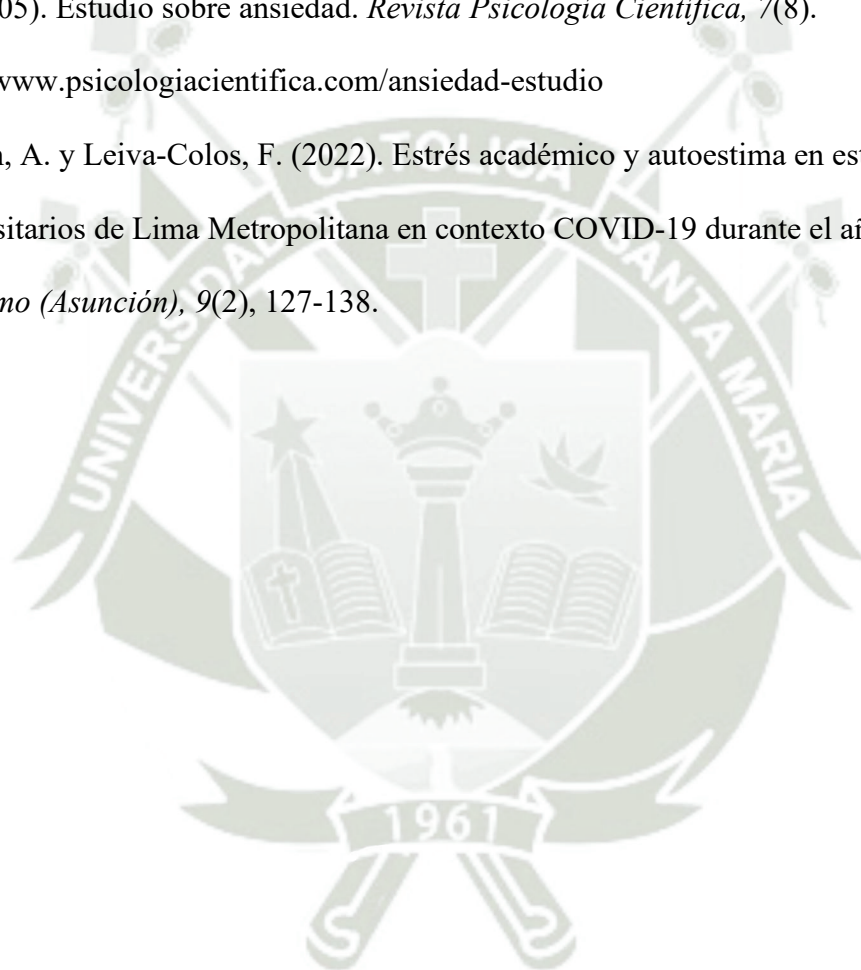 05). Estudio sobre ansiedad. Revista Psicología Científica, 7(8).
www.psicologiacientifica.com/ansiedad-estudio
, A. y Leiva-Colos, F. (2022). Estrés académico y autoestima en est
sitarios de Lima Metropolitana en contexto COVID-19 durante el añ
mo (Asunción), 9(2), 127-138.
UNIVERSIDAD CATOLICA SANTA MARIA
1961